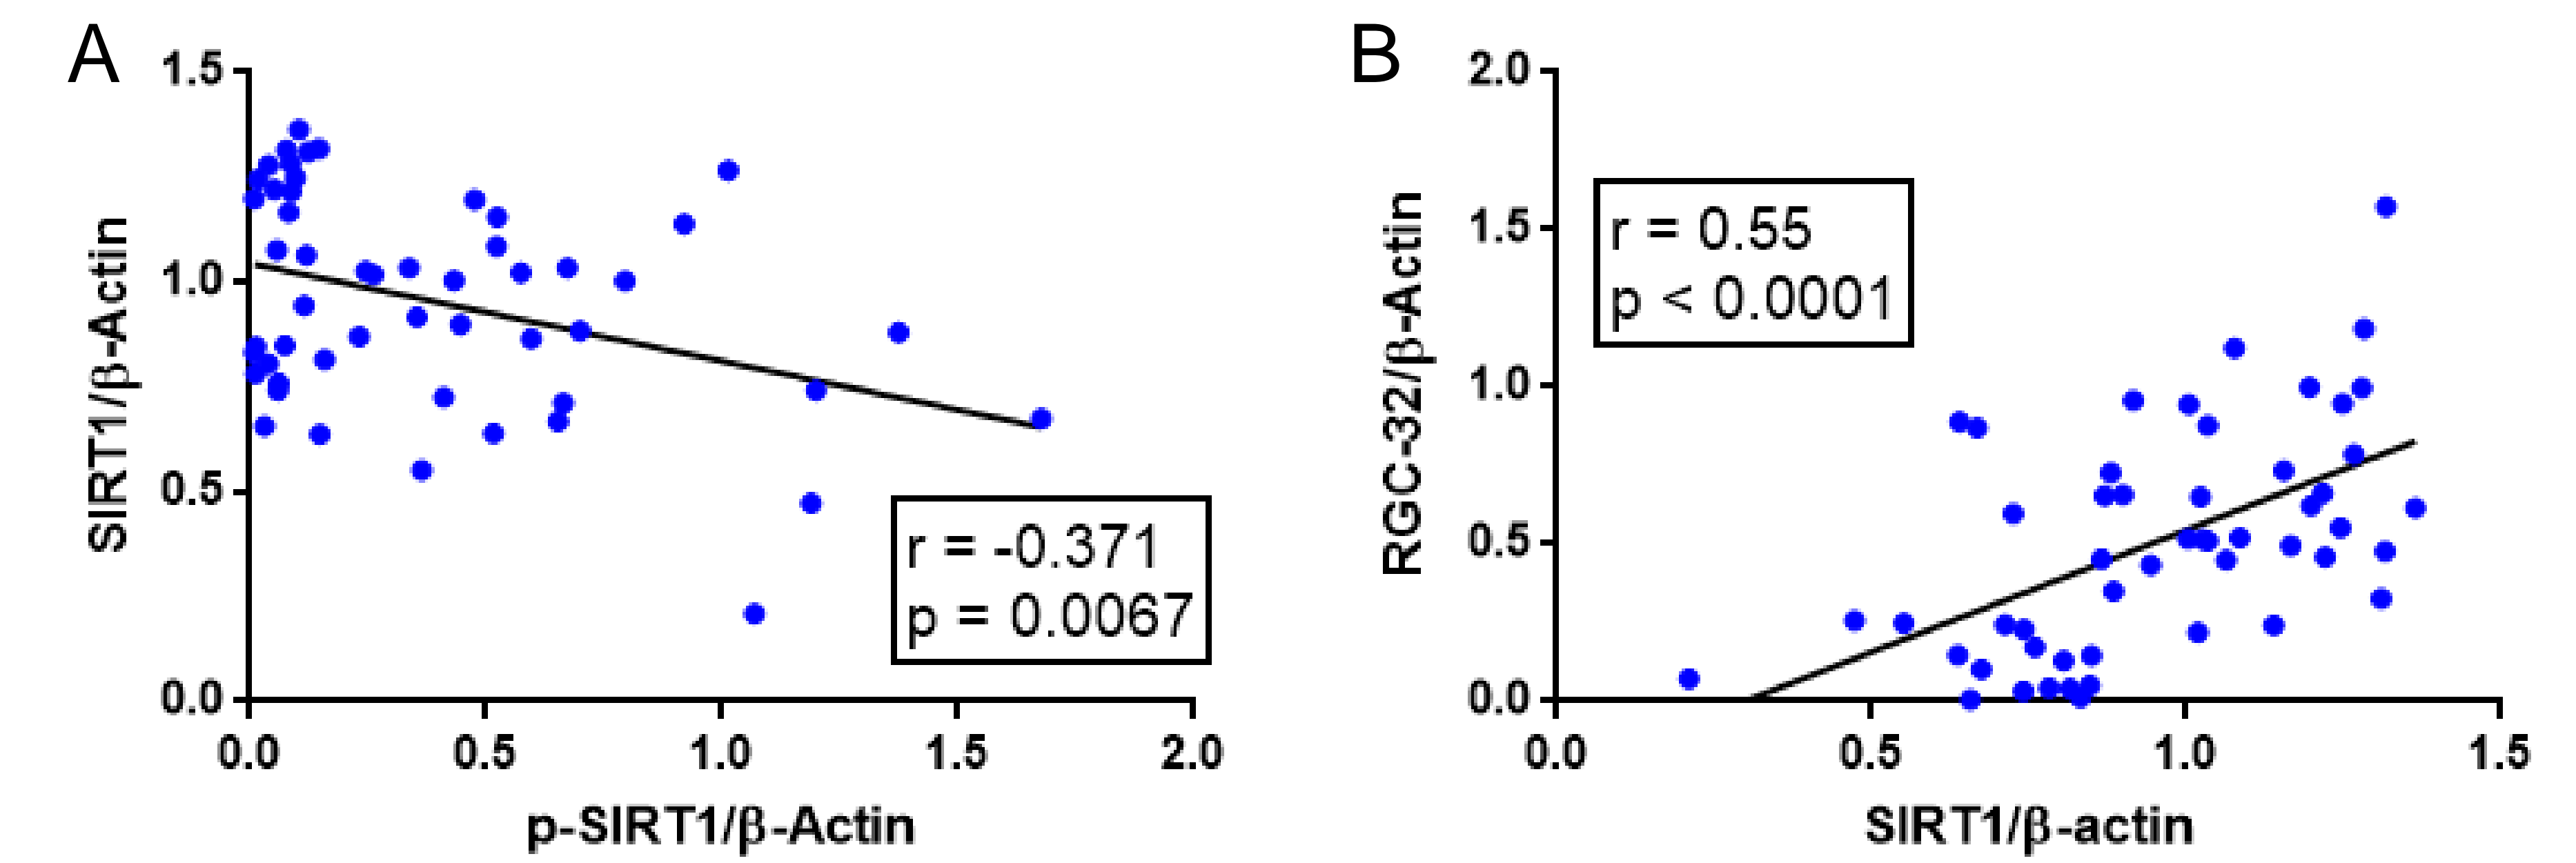 A
SIRT1/β-Actin
1.5
1.0
0.5
0.0
r = -0.371
p = 0.0067
0.0 0.5 1.0 1.5 2.0
p-SIRT1/β-Actin
B
RGC-32/β-Actin
2.0
1.5
1.0
0.5
0.0
r = 0.55
p < 0.0001
0.0 0.5 1.0 1.5
SIRT1/β-actin